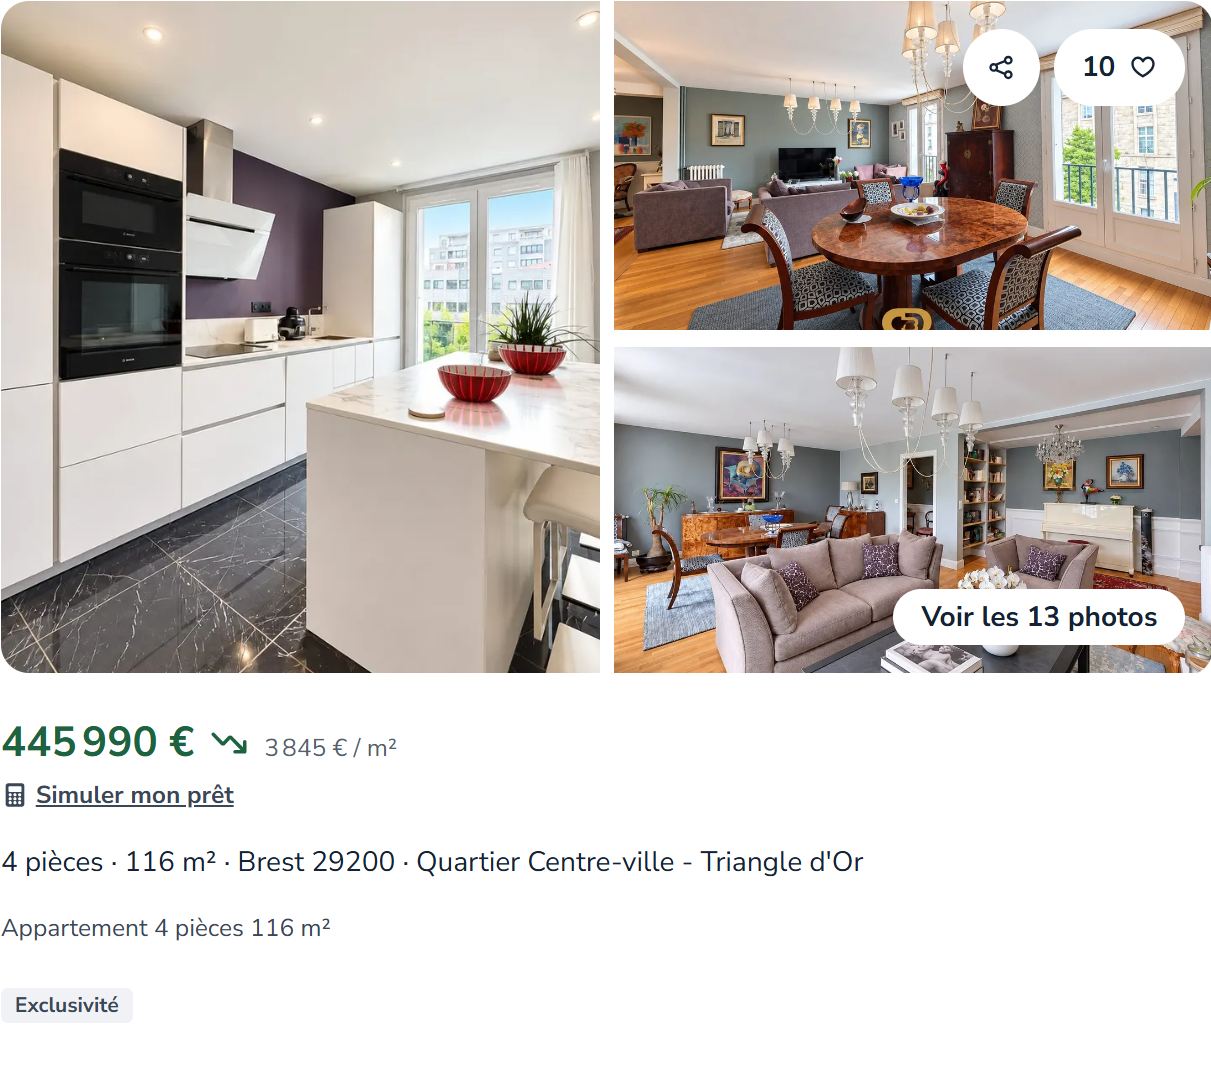 10
Voir les 13 photos
445 990 € 3 845 € / m²
Simuler mon prêt
4 pièces · 116 m² · Brest 29200 · Quartier Centre-ville - Triangle d'Or
Appartement 4 pièces 116 m²
Exclusivité